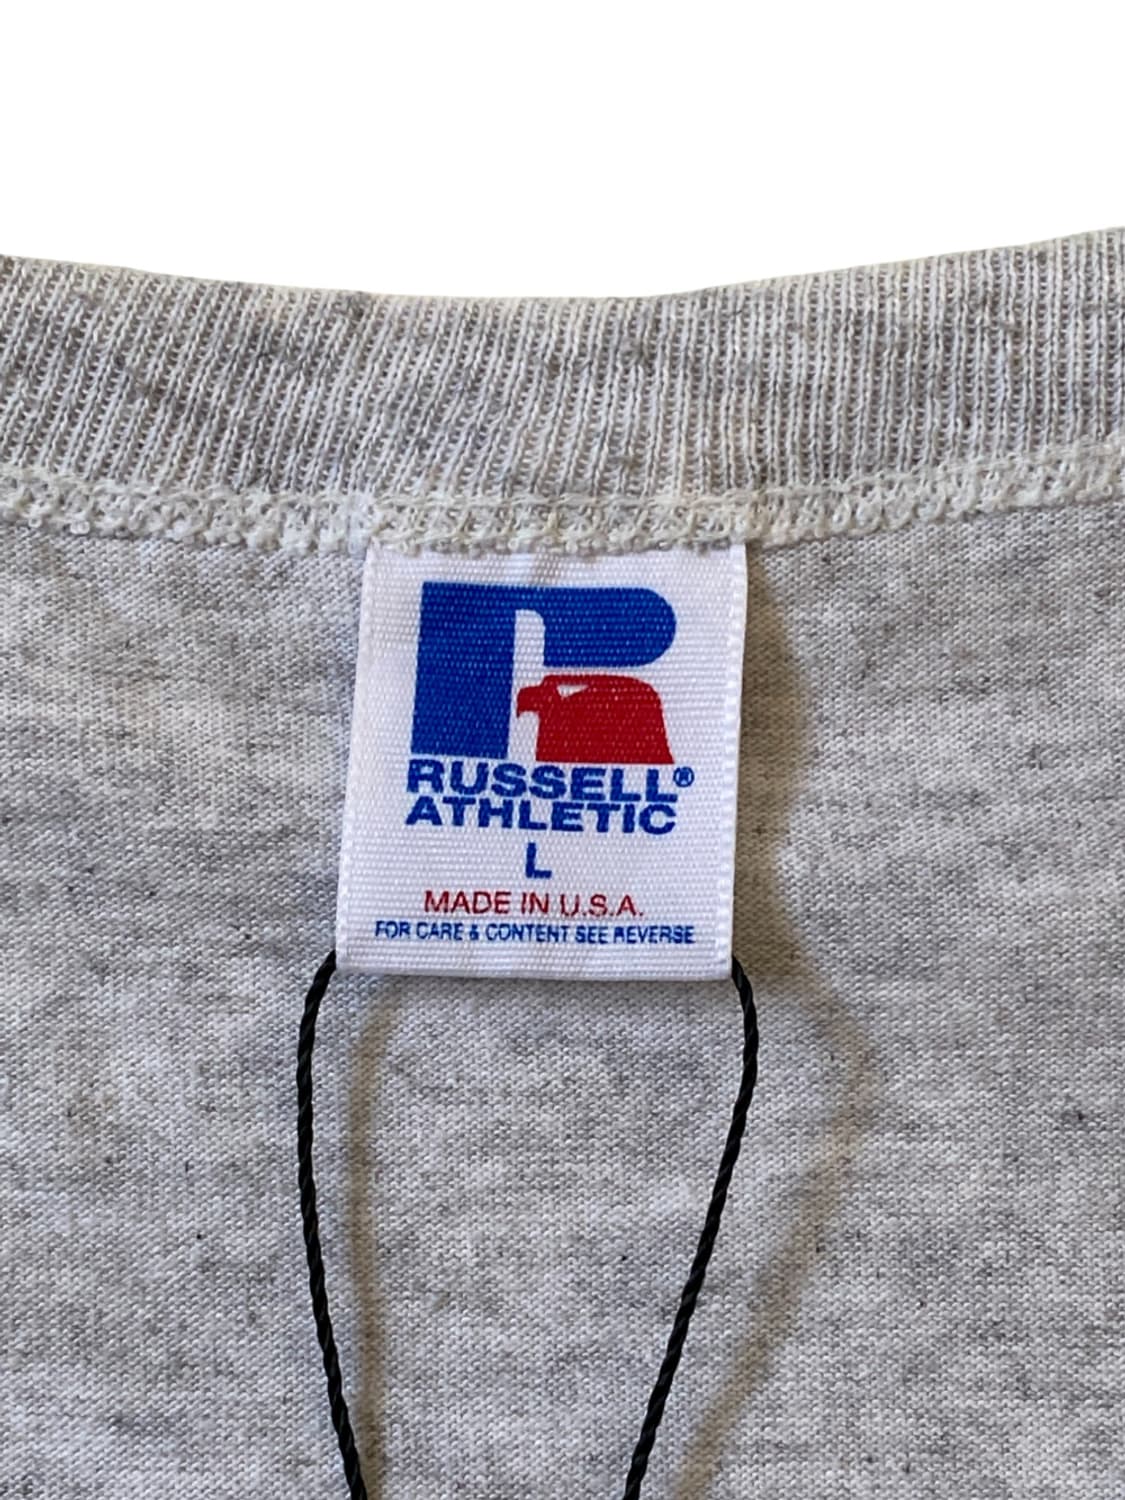 RUSSELL®
ATHLETIC
L
MADE IN U.S.A.
FOR CARE & CONTENT SEE REVERSE